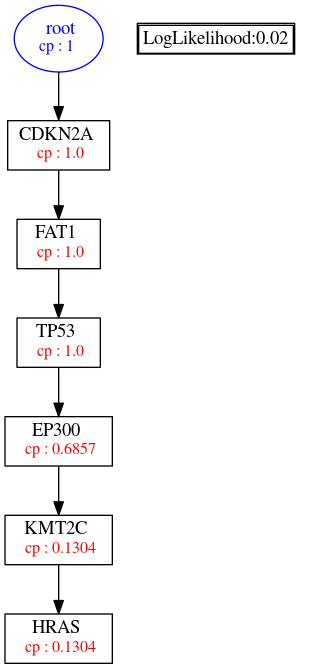 root
cp : 1
LogLikelihood:0.02
CDKN2A
cp : 1.0
FAT1
cp : 1.0
TP53
cp : 1.0
EP300
cp : 0.6857
KMT2C
cp : 0.1304
HRAS
cp : 0.1304